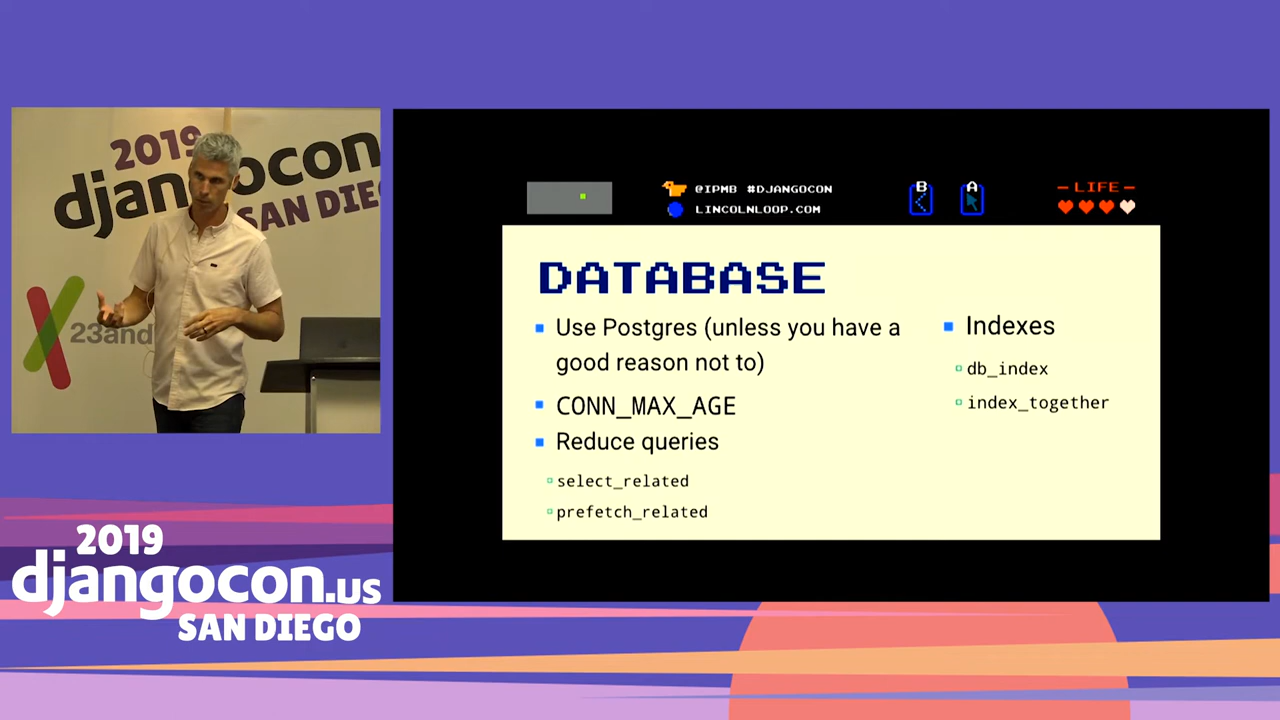 2019
djangocon
SAN DIE
23and
2019
djangocon.us
SAN DIEGO
@IPMB #DJANGOCON
LINCOLNLOOP.COM
B
A
– LIFE –
DATABASE
Use Postgres (unless you have a
good reason not to)
CONN_MAX_AGE
Reduce queries
select_related
prefetch_related
Indexes
db_index
index_together